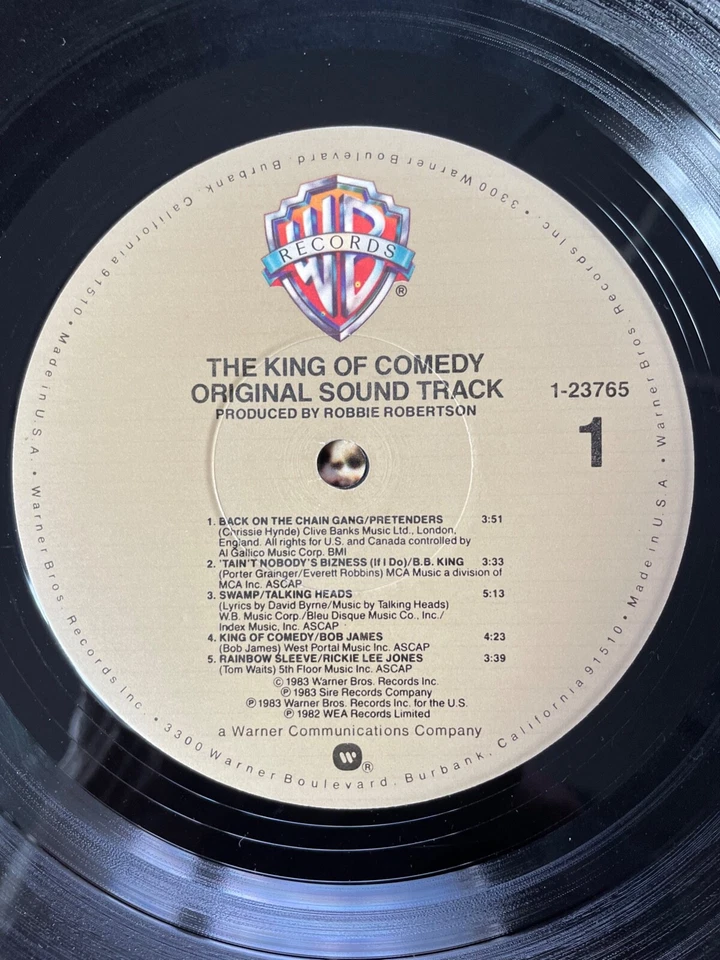 WB
RECORDS
®
THE KING OF COMEDY
ORIGINAL SOUND TRACK
PRODUCED BY ROBBIE ROBERTSON
1-23765
1
1. BACK ON THE CHAIN GANG/PRETENDERS 3:51
(Chrissie Hynde) Clive Banks Music Ltd., London,
England. All rights for U.S. and Canada controlled by
Al Gallico Music Corp. BMI
2. 'TAIN'T NOBODY'S BIZNESS (If I Do)/B.B. KING 3:33
(Porter Grainger/Everett Robbins) MCA Music a division of
MCA Inc. ASCAP
3. SWAMP/TALKING HEADS 5:13
(Lyrics by David Byrne/Music by Talking Heads)
W.B. Music Corp./Bleu Disque Music Co., Inc./
Index Music, Inc. ASCAP
4. KING OF COMEDY/BOB JAMES 4:23
(Bob James) West Portal Music Inc. ASCAP
5. RAINBOW SLEEVE/RICKIE LEE JONES 3:39
(Tom Waits) 5th Floor Music Inc. ASCAP
© 1983 Warner Bros. Records Inc.
℗ 1983 Sire Records Company
℗ 1983 Warner Bros. Records Inc. for the U.S.
℗ 1982 WEA Records Limited
a Warner Communications Company
W ®
Warner Bros. Records Inc. • 3300 Warner Boulevard, Burbank, California 91510 • Made in U.S.A. •
Warner Bros. Records Inc. • 3300 Warner Boulevard, Burbank, California 91510 • Made in U.S.A. •